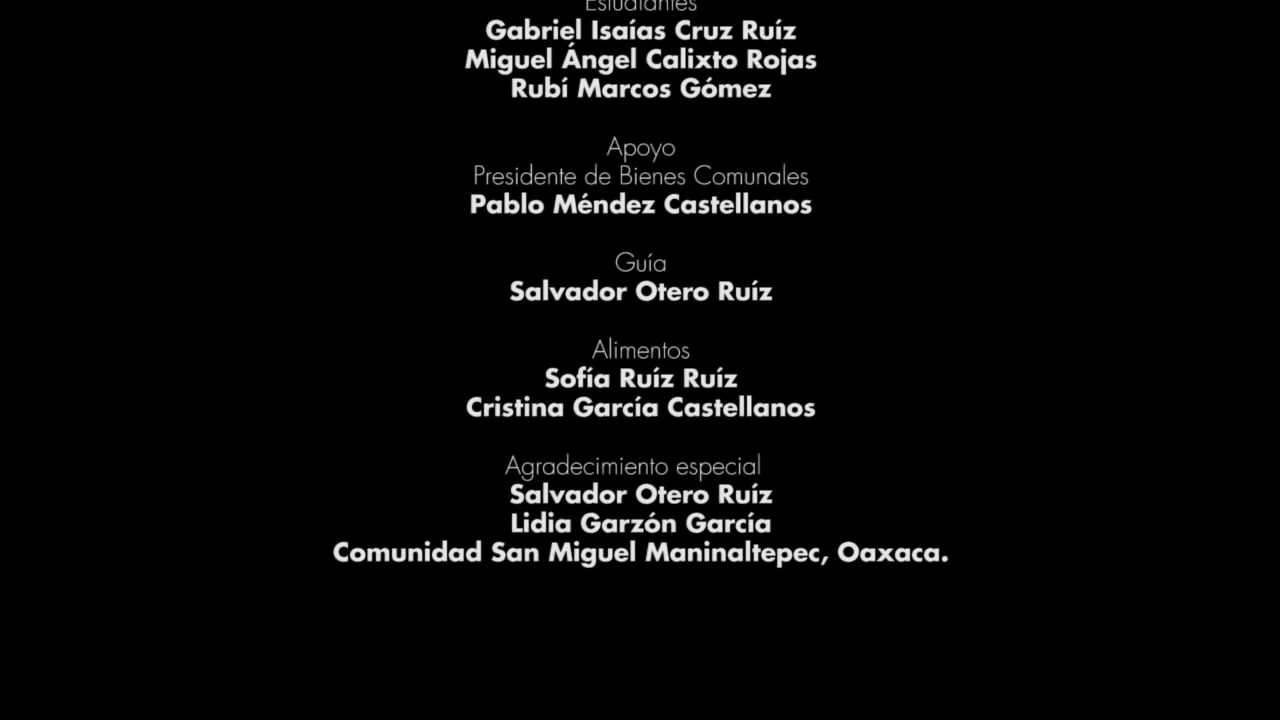 Estudiantes
Gabriel Isaías Cruz Ruíz
Miguel Ángel Calixto Rojas
Rubí Marcos Gómez
Apoyo
Presidente de Bienes Comunales
Pablo Méndez Castellanos
Guía
Salvador Otero Ruíz
Alimentos
Sofía Ruíz Ruíz
Cristina García Castellanos
Agradecimiento especial
Salvador Otero Ruíz
Lidia Garzón García
Comunidad San Miguel Maninaltepec, Oaxaca.